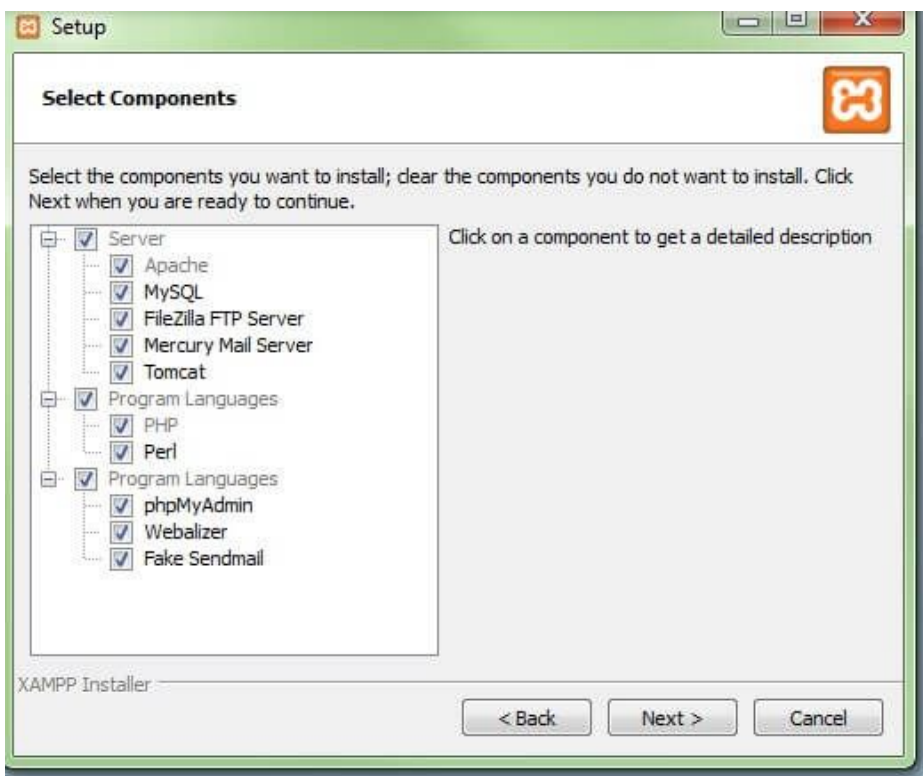 Setup
Select Components
Select the components you want to install; clear the components you do not want to install. Click
Next when you are ready to continue.
Server
Apache
MySQL
FileZilla FTP Server
Mercury Mail Server
Tomcat
Program Languages
PHP
Perl
Program Languages
phpMyAdmin
Webalizer
Fake Sendmail
Click on a component to get a detailed description
XAMPP Installer
< Back
Next >
Cancel